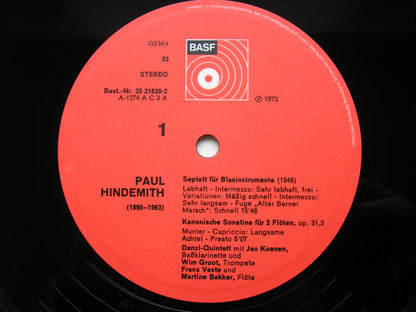 GEMA
BASF
33
STEREO
Best.-Nr. 25 21639-2
A-1274 A C 3 A
℗ 1973
1
PAUL
HINDEMITH
(1895–1963)
Septett für Blasinstrumente (1948)
Lebhaft - Intermezzo: Sehr lebhaft, frei -
Variationen: Mäßig schnell - Intermezzo:
Sehr langsam - Fuge „Alter Berner
Marsch“: Schnell 15'48
Kanonische Sonatine für 2 Flöten, op. 31,3
Munter - Capriccio: Langsame
Achtel - Presto 5'07
Danzi-Quintett mit Jan Koenen,
Baßklarinette und
Wim Groot, Trompete
Frans Vester und
Martine Bakker, Flöte